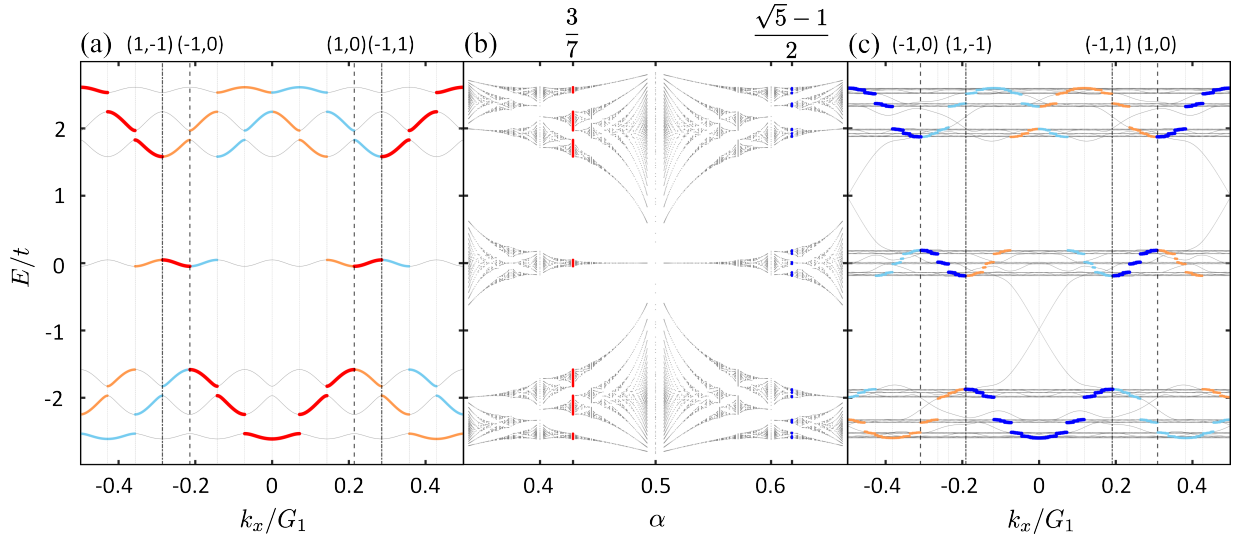 (a) (1,-1) (-1,0) (1,0) (-1,1) (b) 3/7 (√5 − 1)/2 (c) (-1,0) (1,-1) (-1,1) (1,0)
2
1
0
-1
-2
E/t
-0.4 -0.2 0 0.2 0.4 0.4 0.5 0.6 -0.4 -0.2 0 0.2 0.4
k_x/G_1 α k_x/G_1